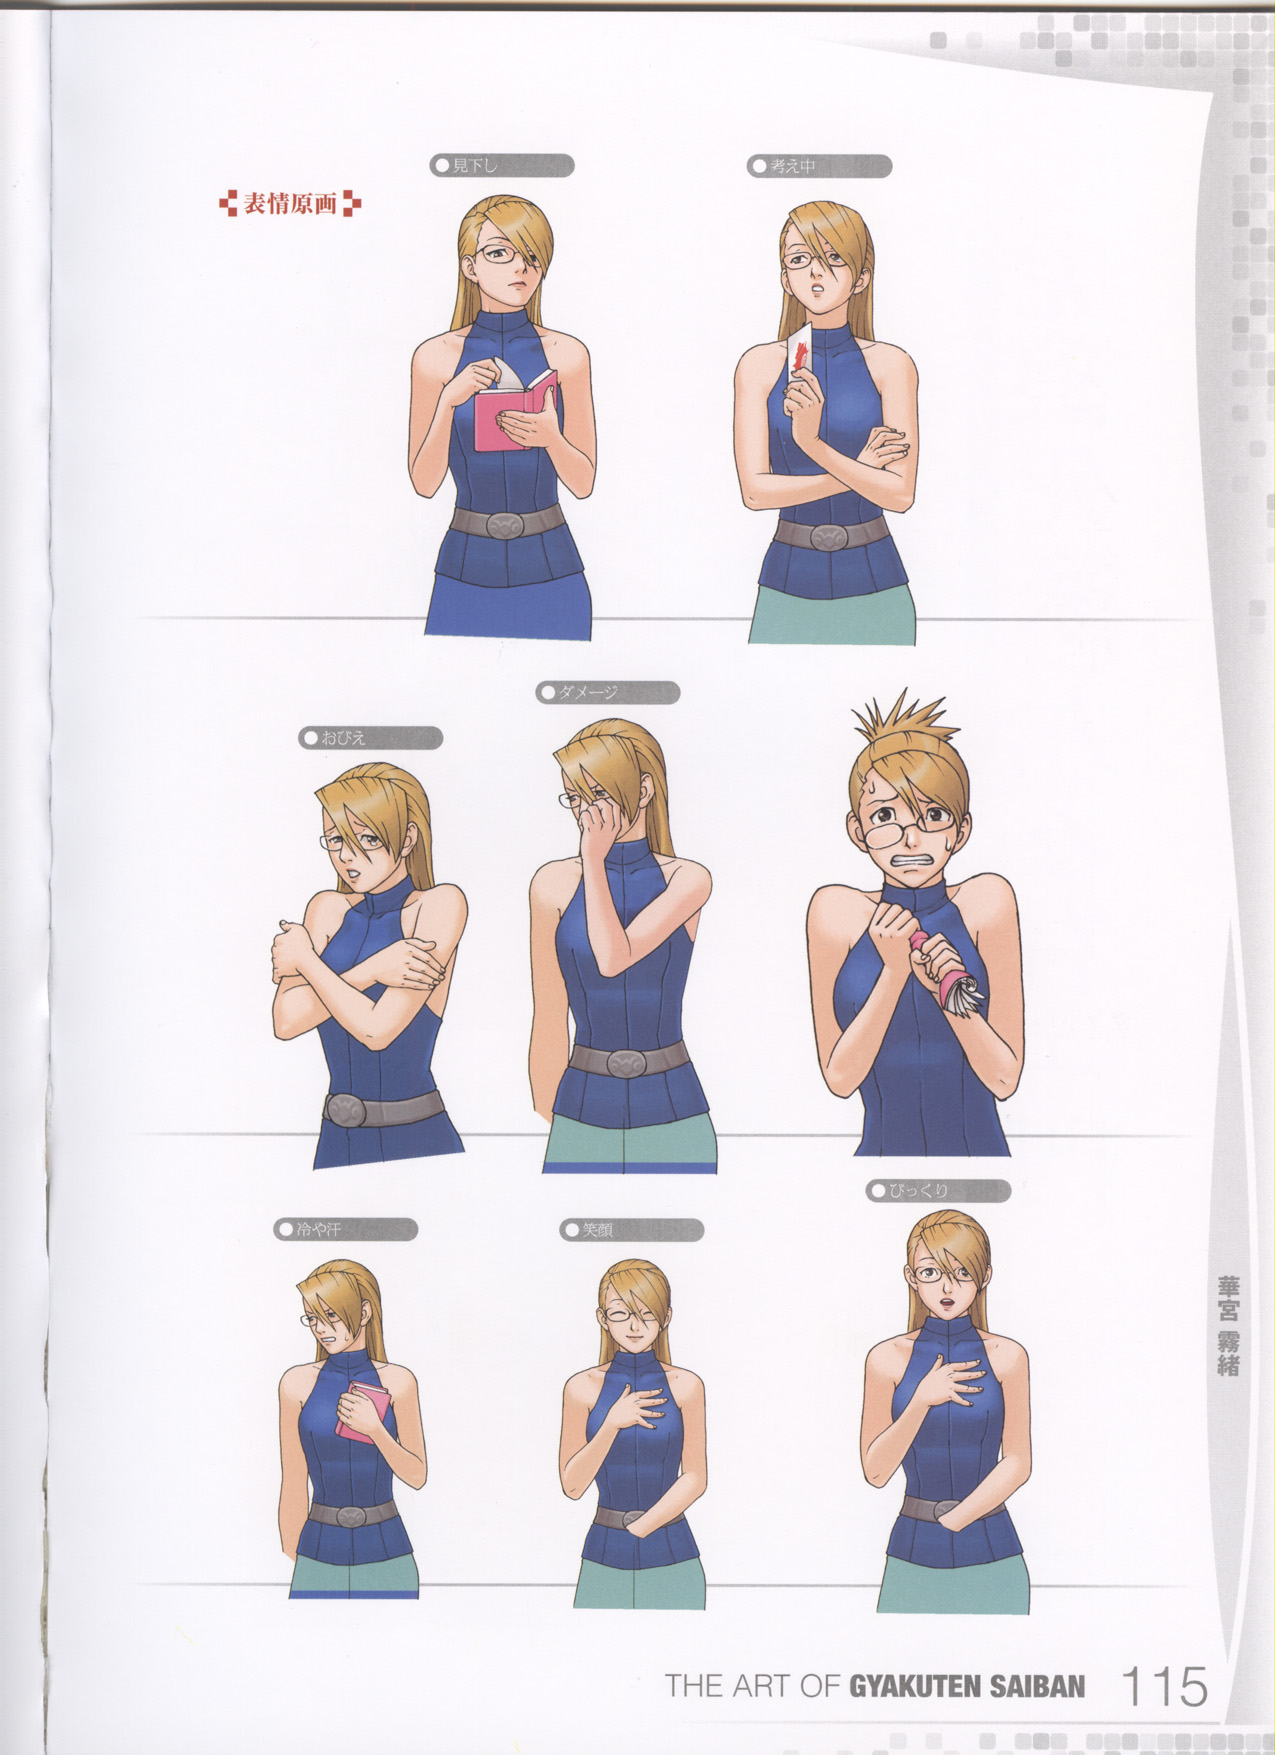 表情原画
見下し
考え中
おびえ
ダメージ
冷や汗
笑顔
びっくり
華宮 霧緒
THE ART OF GYAKUTEN SAIBAN 115